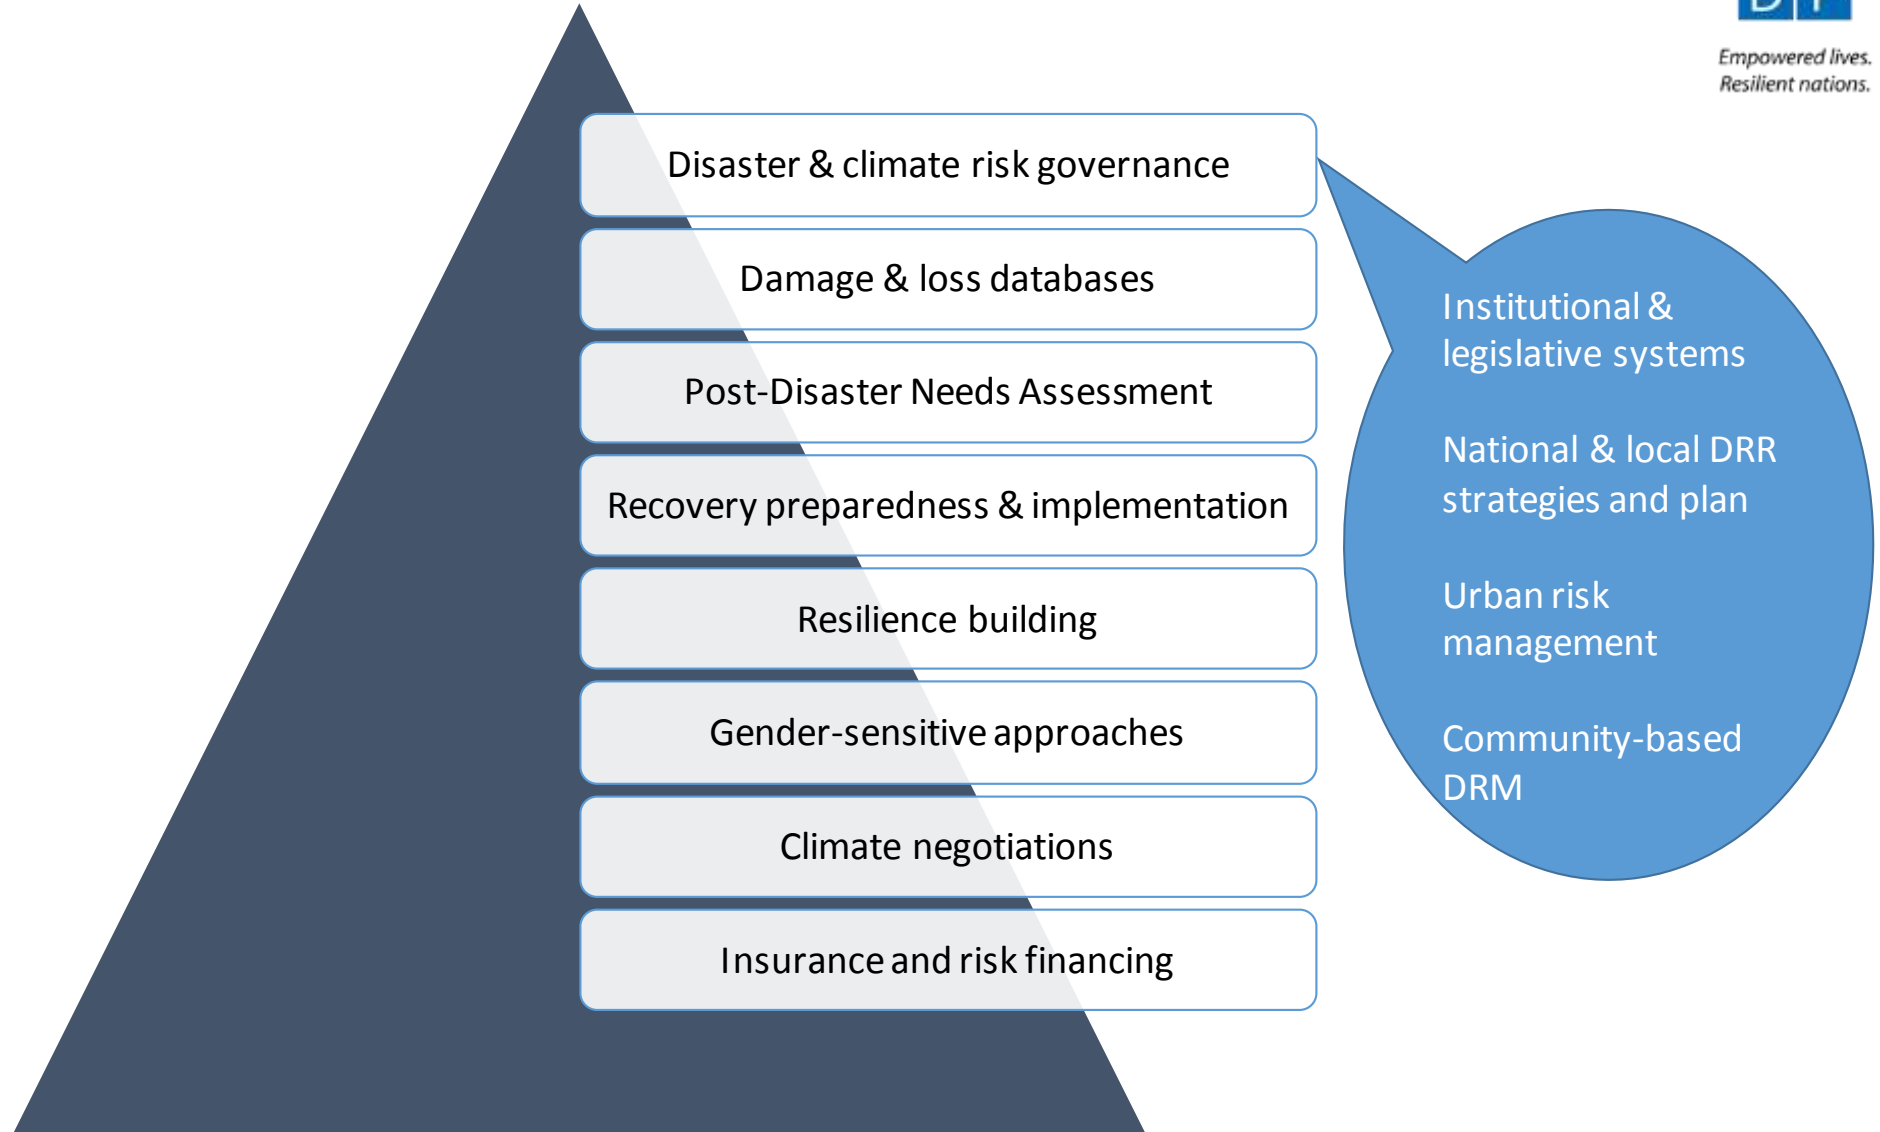 D P
Empowered lives.
Resilient nations.
Disaster & climate risk governance
Damage & loss databases
Post-Disaster Needs Assessment
Recovery preparedness & implementation
Resilience building
Gender-sensitive approaches
Climate negotiations
Insurance and risk financing
Institutional &
legislative systems
National & local DRR
strategies and plan
Urban risk
management
Community-based
DRM